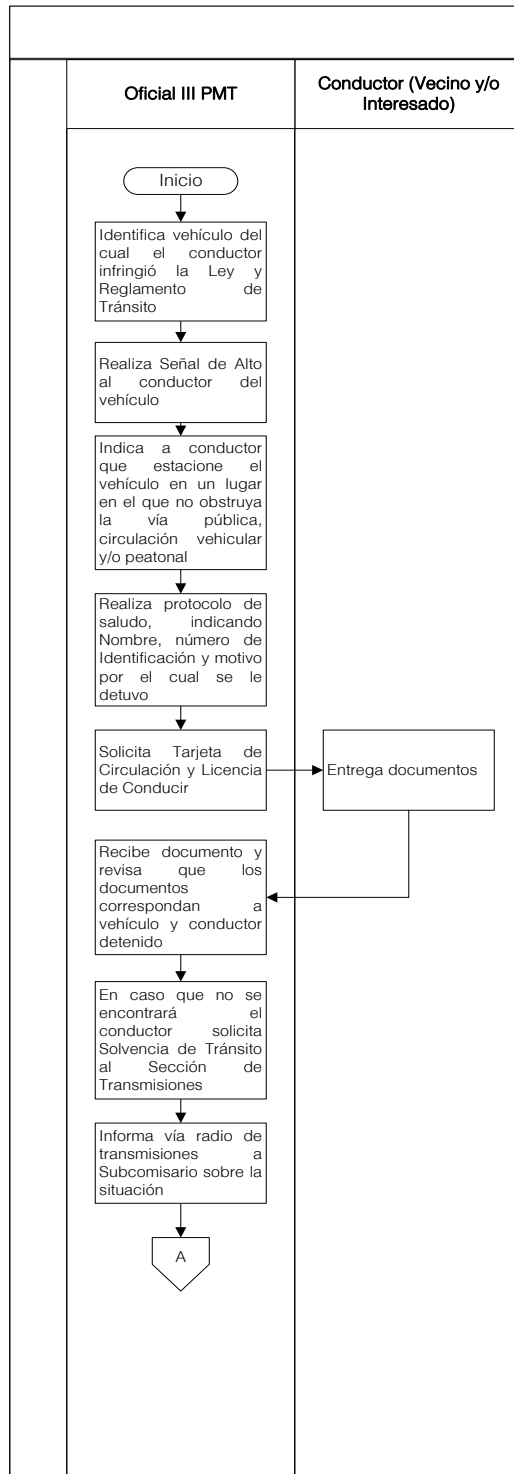 Oficial III PMT
Conductor (Vecino y/o
Interesado)
Inicio
Identifica vehículo del
cual el conductor
infringió la Ley y
Reglamento de
Tránsito
Realiza Señal de Alto
al conductor del
vehículo
Indica a conductor
que estacione el
vehículo en un lugar
en el que no obstruya
la vía pública,
circulación vehicular
y/o peatonal
Realiza protocolo de
saludo, indicando
Nombre, número de
Identificación y motivo
por el cual se le
detuvo
Solicita Tarjeta de
Circulación y Licencia
de Conducir
Entrega documentos
Recibe documento y
revisa que los
documentos
correspondan a
vehículo y conductor
detenido
En caso que no se
encontrará el
conductor solicita
Solvencia de Tránsito
al Sección de
Transmisiones
Informa vía radio de
transmisiones a
Subcomisario sobre la
situación
A